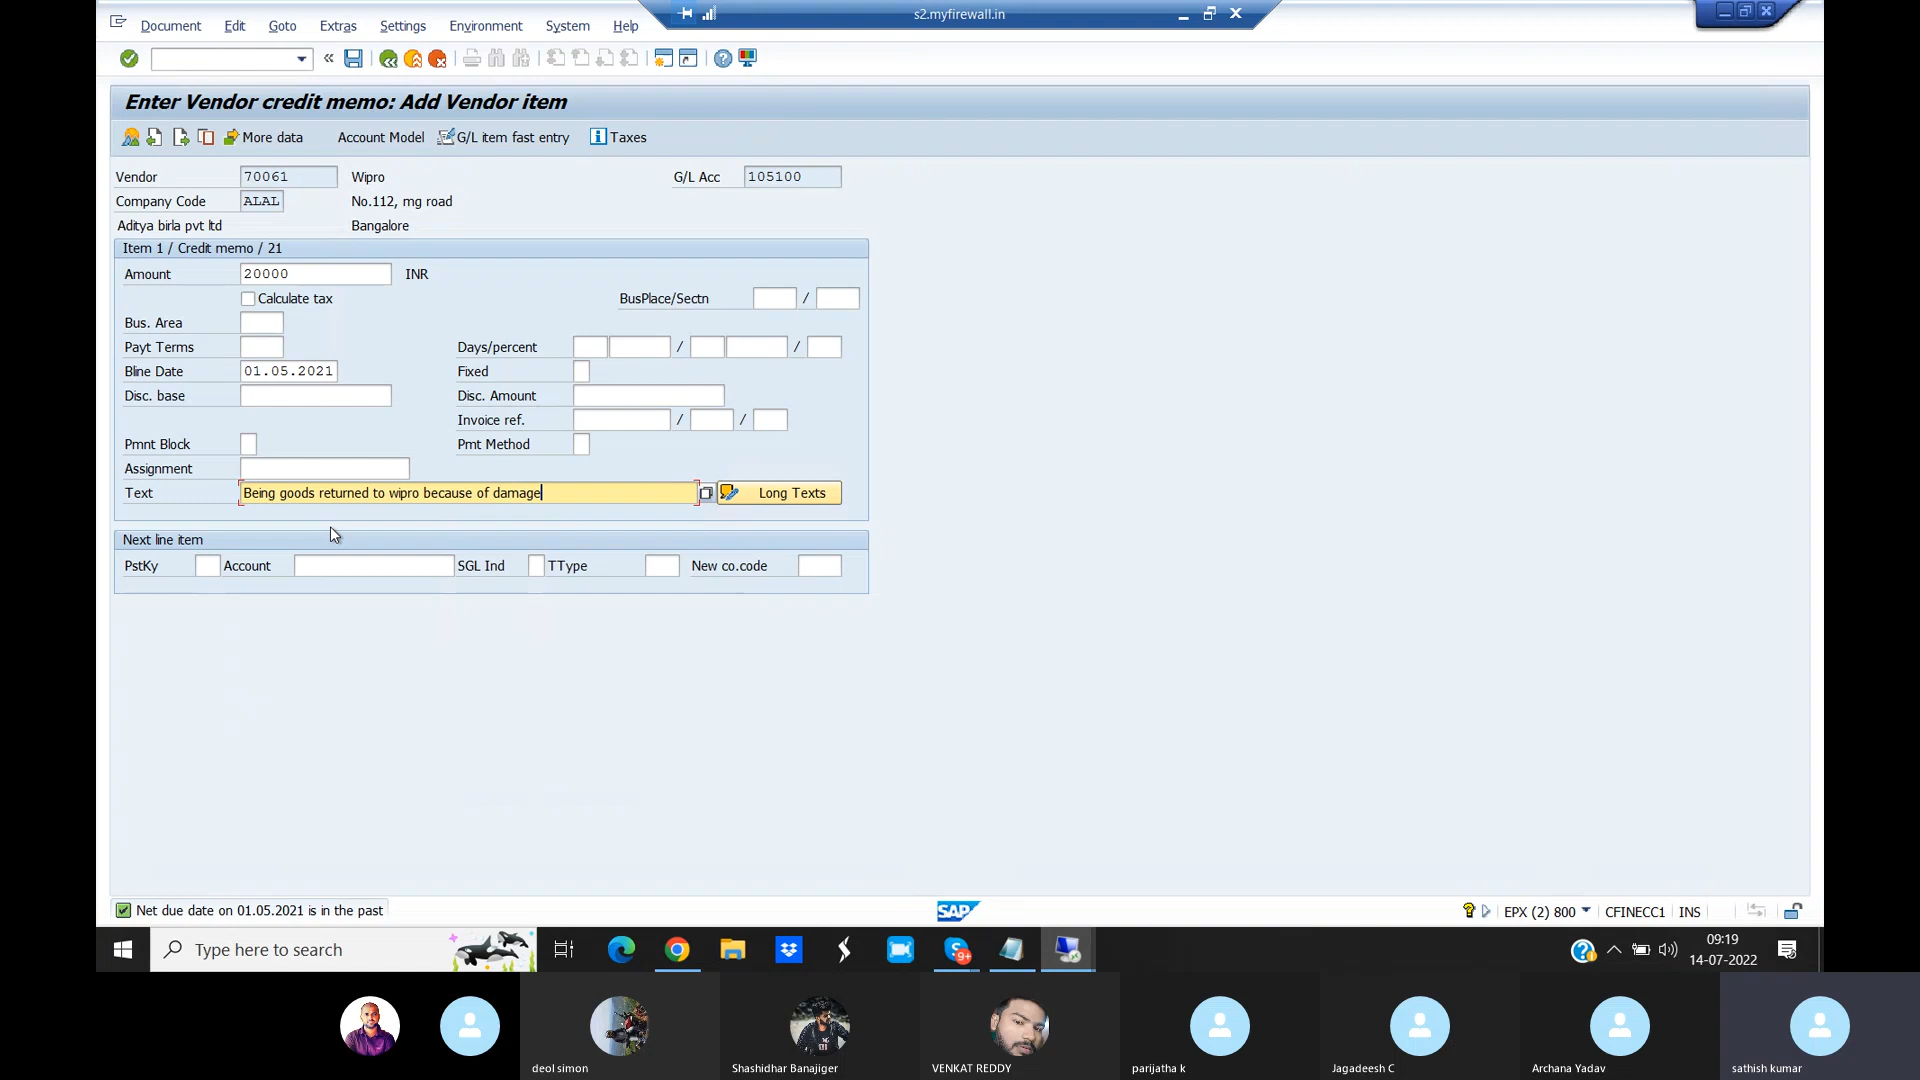 s2.myfirewall.in
Document Edit Goto Extras Settings Environment System Help
Enter Vendor credit memo: Add Vendor item
More data Account Model G/L item fast entry Taxes
Vendor 70061 Wipro G/L Acc 105100
Company Code ALAL No.112, mg road
Aditya birla pvt ltd Bangalore
Item 1 / Credit memo / 21
Amount 20000 INR
Calculate tax BusPlace/Sectn /
Bus. Area
Payt Terms Days/percent / /
Bline Date 01.05.2021 Fixed
Disc. base Disc. Amount
Invoice ref. / /
Pmnt Block Pmt Method
Assignment
Text Being goods returned to wipro because of damage Long Texts
Next line item
PstKy Account SGL Ind TType New co.code
Net due date on 01.05.2021 is in the past SAP EPX (2) 800 CFINECC1 INS
Type here to search 9+ 09:19
14-07-2022
deol simon Shashidhar Banajiger VENKAT REDDY parijatha k Jagadeesh C Archana Yadav sathish kumar